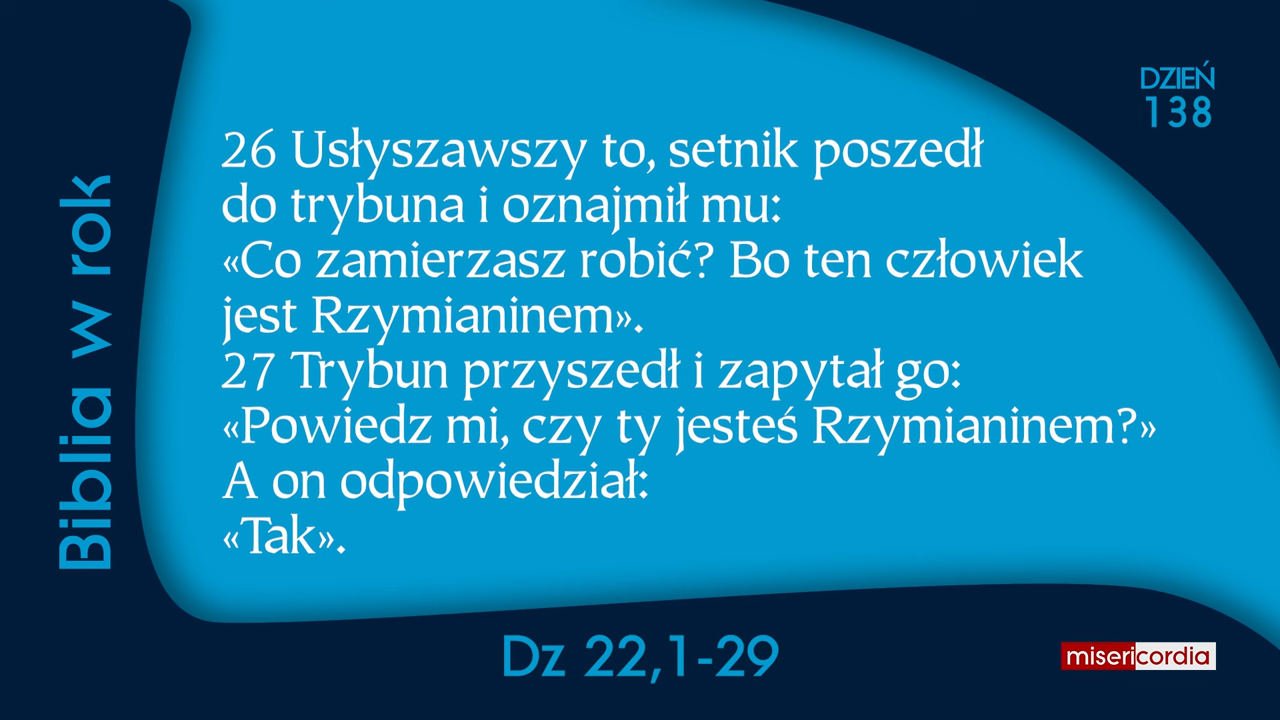 DZIEŃ
138
26 Usłyszawszy to, setnik poszedł
do trybuna i oznajmił mu:
«Co zamierzasz robić? Bo ten człowiek
jest Rzymianinem».
27 Trybun przyszedł i zapytał go:
«Powiedz mi, czy ty jesteś Rzymianinem?»
A on odpowiedział:
«Tak».
Biblia w rok
Dz 22,1-29
misericordia